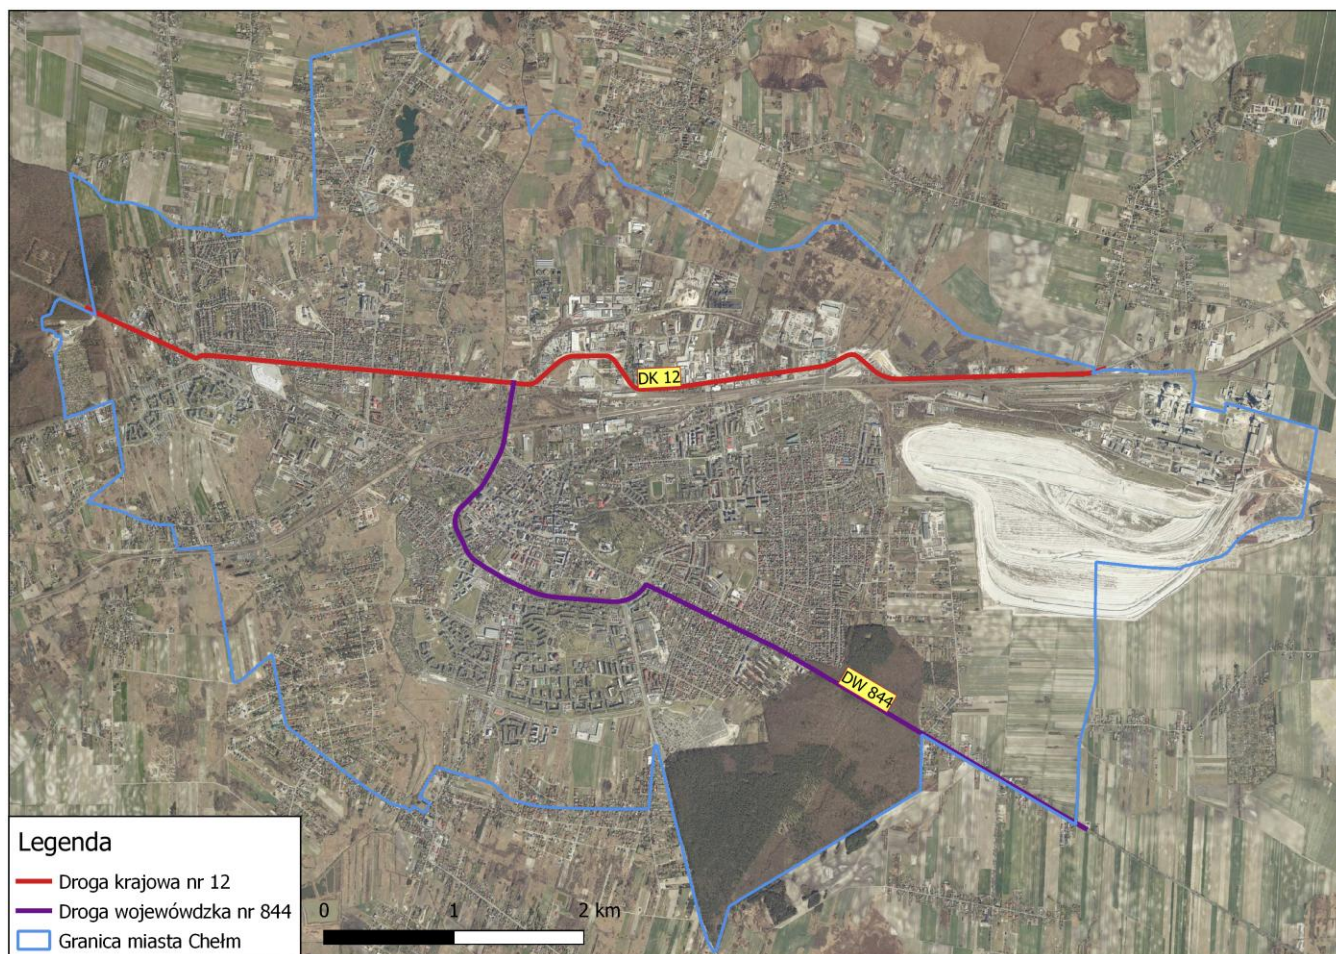 DK 12
DW 844
Legenda
Droga krajowa nr 12
Droga wojewówdzka nr 844
Granica miasta Chełm
0 1 2 km